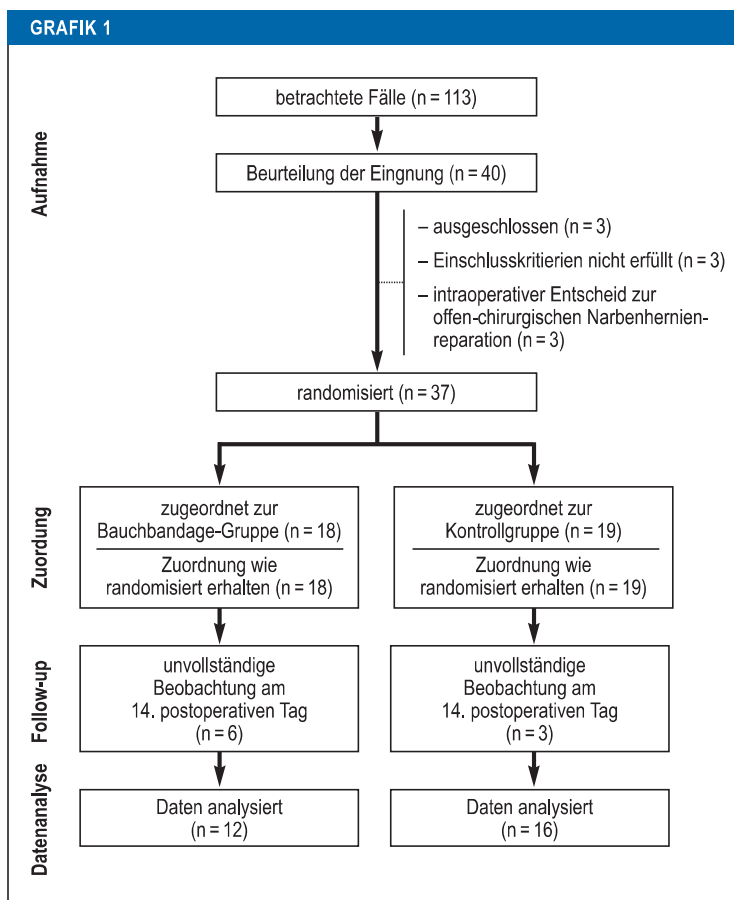 GRAFIK 1
Aufnahme
betrachtete Fälle (n = 113)
Beurteilung der Eingnung (n = 40)
– ausgeschlossen (n = 3)
– Einschlusskritierien nicht erfüllt (n = 3)
– intraoperativer Entscheid zur
offen-chirurgischen Narbenhernien-
reparation (n = 3)
randomisiert (n = 37)
Zuordung
zugeordnet zur
Bauchbandage-Gruppe (n = 18)
Zuordnung wie
randomisiert erhalten (n = 18)
zugeordnet zur
Kontrollgruppe (n = 19)
Zuordnung wie
randomisiert erhalten (n = 19)
Follow-up
unvollständige
Beobachtung am
14. postoperativen Tag
(n = 6)
unvollständige
Beobachtung am
14. postoperativen Tag
(n = 3)
Datenanalyse
Daten analysiert
(n = 12)
Daten analysiert
(n = 16)